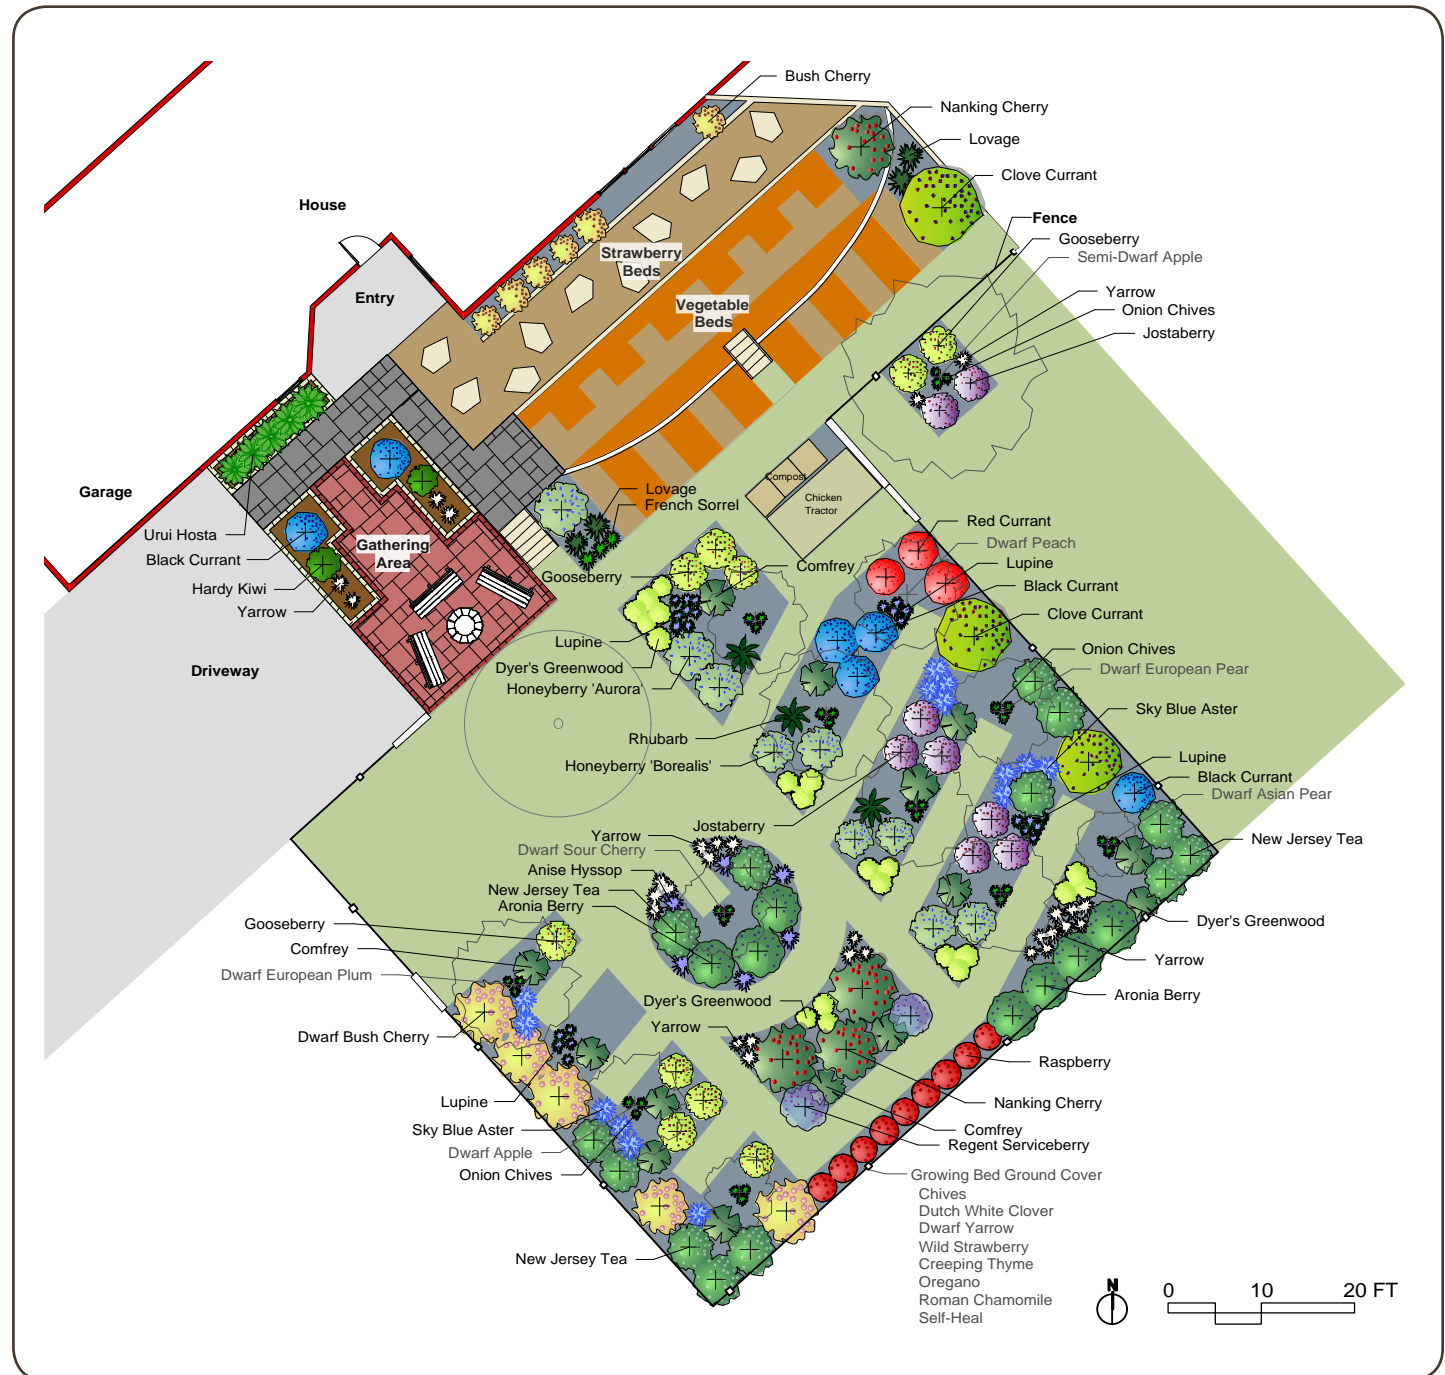 Bush Cherry
Nanking Cherry
Lovage
Clove Currant
House
Fence
Gooseberry
Semi-Dwarf Apple
Strawberry
Beds
Entry
Yarrow
Onion Chives
Vegetable
Beds
Jostaberry
Compost
Garage
Lovage
Chicken
Tractor
French Sorrel
Red Currant
Urui Hosta
Dwarf Peach
Gathering
Area
Black Currant
Comfrey
Lupine
Gooseberry
Black Currant
Hardy Kiwi
Yarrow
Clove Currant
Lupine
Onion Chives
Driveway
Dyer's Greenwood
Dwarf European Pear
Honeyberry 'Aurora'
Sky Blue Aster
Rhubarb
Lupine
Honeyberry 'Borealis'
Black Currant
Dwarf Asian Pear
Jostaberry
Yarrow
New Jersey Tea
Dwarf Sour Cherry
Anise Hyssop
New Jersey Tea
Aronia Berry
Gooseberry
Dyer's Greenwood
Comfrey
Yarrow
Dwarf European Plum
Aronia Berry
Dyer's Greenwood
Yarrow
Dwarf Bush Cherry
Raspberry
Lupine
Nanking Cherry
Sky Blue Aster
Comfrey
Dwarf Apple
Regent Serviceberry
Onion Chives
Growing Bed Ground Cover
Chives
Dutch White Clover
Dwarf Yarrow
Wild Strawberry
New Jersey Tea
Creeping Thyme
Oregano
Roman Chamomile
Self-Heal
N
0 10 20 FT